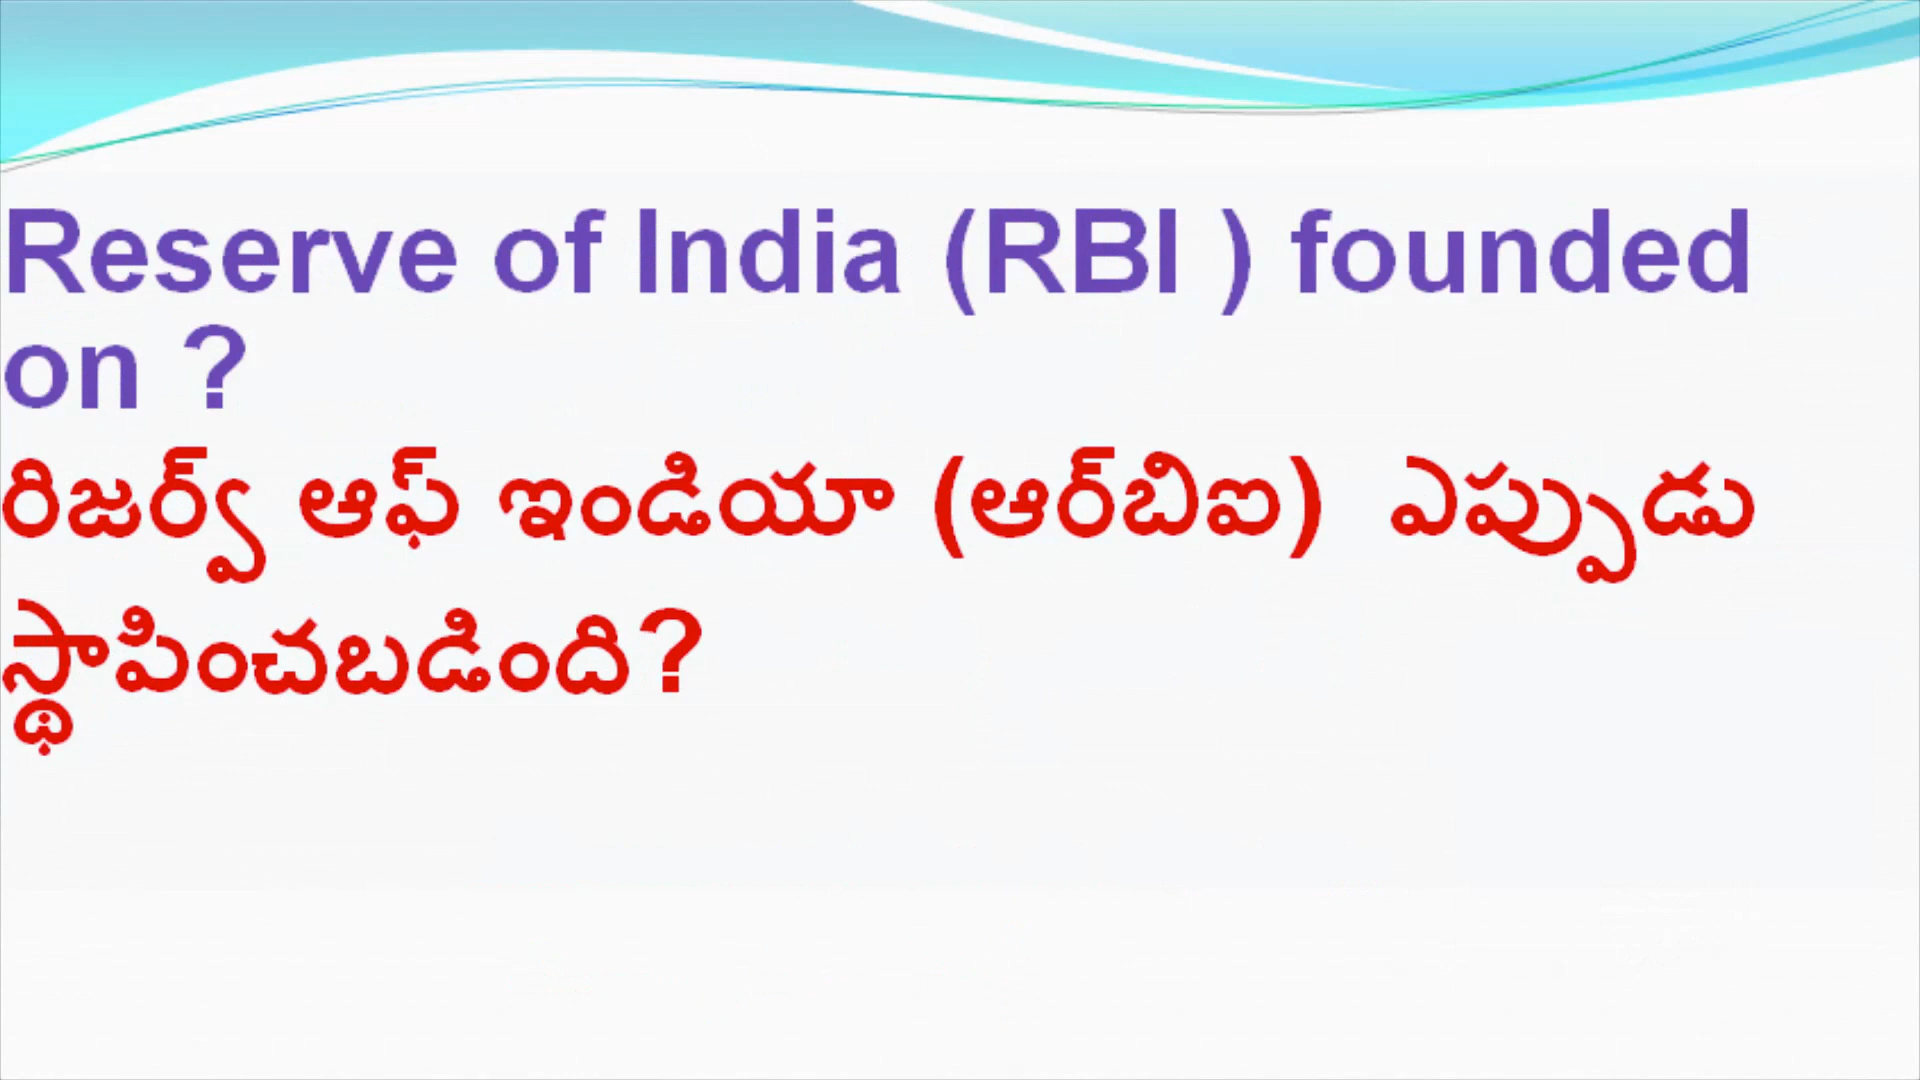 Reserve of India (RBI ) founded
on ?
రిజర్వ్ ఆఫ్ ఇండియా (ఆర్‌బిఐ) ఎప్పుడు
స్థాపించబడింది?